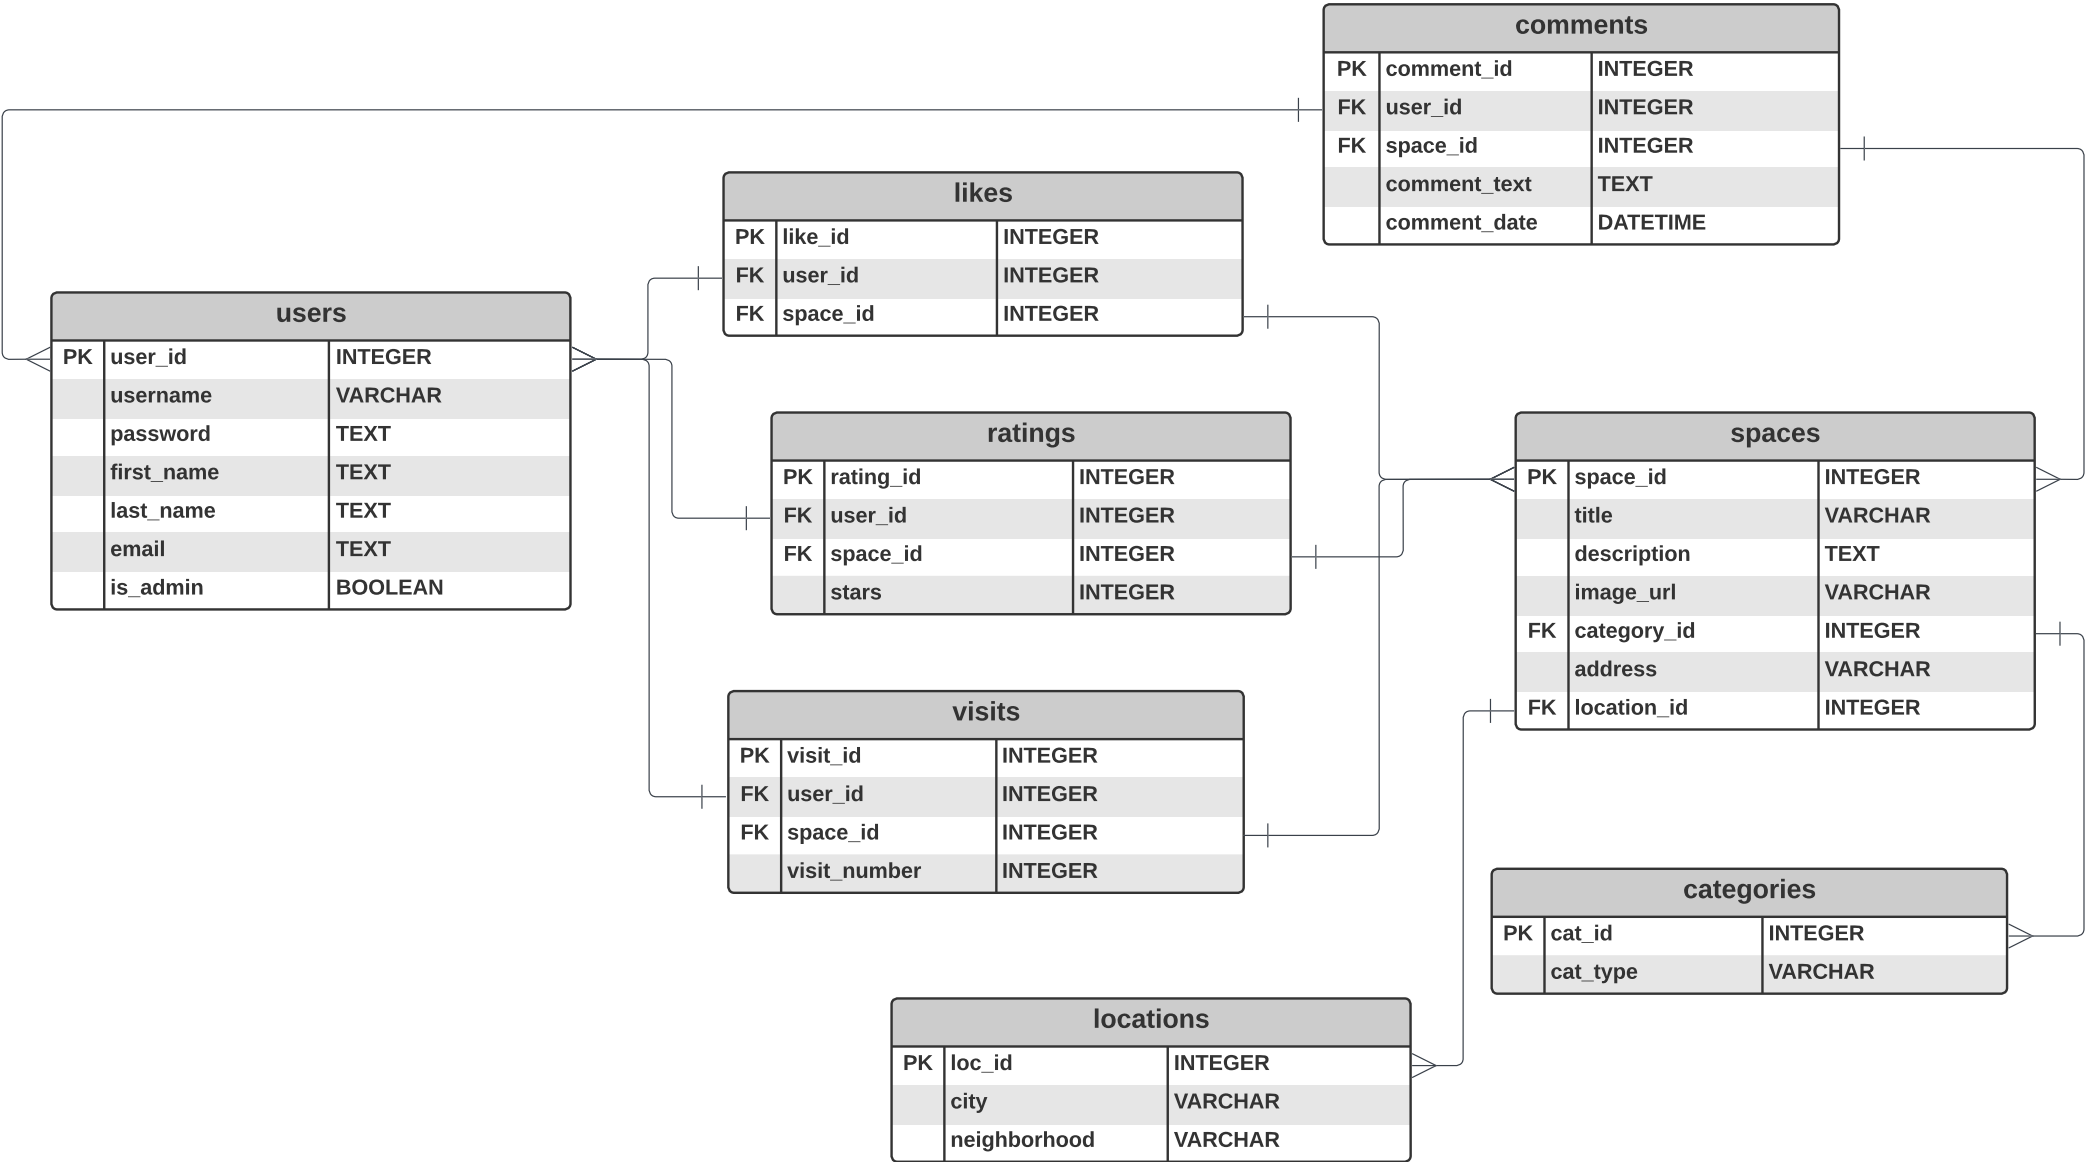 comments
PK comment_id INTEGER
FK user_id INTEGER
FK space_id INTEGER
comment_text TEXT
comment_date DATETIME
likes
PK like_id INTEGER
FK user_id INTEGER
FK space_id INTEGER
users
PK user_id INTEGER
username VARCHAR
password TEXT
first_name TEXT
last_name TEXT
email TEXT
is_admin BOOLEAN
ratings
PK rating_id INTEGER
FK user_id INTEGER
FK space_id INTEGER
stars INTEGER
spaces
PK space_id INTEGER
title VARCHAR
description TEXT
image_url VARCHAR
FK category_id INTEGER
address VARCHAR
FK location_id INTEGER
visits
PK visit_id INTEGER
FK user_id INTEGER
FK space_id INTEGER
visit_number INTEGER
categories
PK cat_id INTEGER
cat_type VARCHAR
locations
PK loc_id INTEGER
city VARCHAR
neighborhood VARCHAR